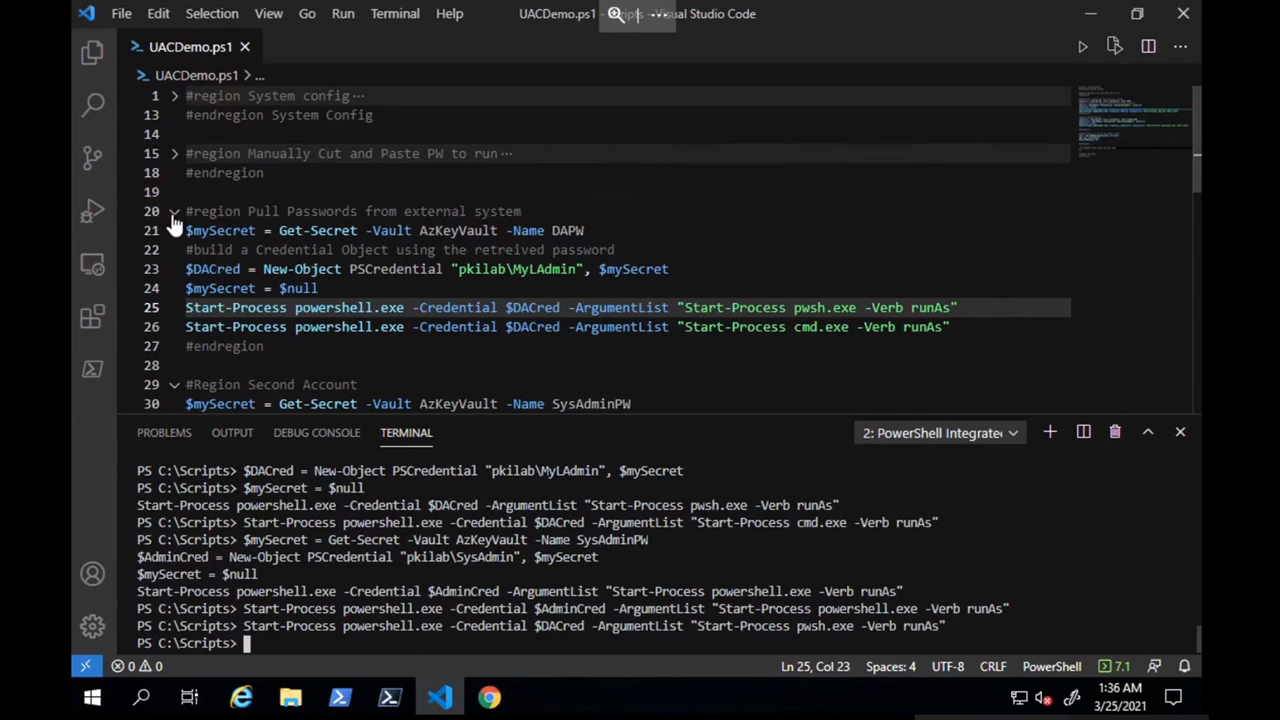 File Edit Selection View Go Run Terminal Help UACDemo.ps1 - Scripts - Visual Studio Code
UACDemo.ps1
UACDemo.ps1 > ...
1 > #region System config ...
13 #endregion System Config
14
15 > #region Manually Cut and Paste PW to run ...
18 #endregion
19
20 #region Pull Passwords from external system
21 $mySecret = Get-Secret -Vault AzKeyVault -Name DAPW
22 #build a Credential Object using the retreived password
23 $DACred = New-Object PSCredential "pkilab\MyLAdmin", $mySecret
24 $mySecret = $null
25 Start-Process powershell.exe -Credential $DACred -ArgumentList "Start-Process pwsh.exe -Verb runAs"
26 Start-Process powershell.exe -Credential $DACred -ArgumentList "Start-Process cmd.exe -Verb runAs"
27 #endregion
28
29 #Region Second Account
30 $mySecret = Get-Secret -Vault AzKeyVault -Name SysAdminPW
PROBLEMS OUTPUT DEBUG CONSOLE TERMINAL 2: PowerShell Integrated
PS C:\Scripts> $DACred = New-Object PSCredential "pkilab\MyLAdmin", $mySecret
PS C:\Scripts> $mySecret = $null
Start-Process powershell.exe -Credential $DACred -ArgumentList "Start-Process pwsh.exe -Verb runAs"
PS C:\Scripts> Start-Process powershell.exe -Credential $DACred -ArgumentList "Start-Process cmd.exe -Verb runAs"
PS C:\Scripts> $mySecret = Get-Secret -Vault AzKeyVault -Name SysAdminPW
$AdminCred = New-Object PSCredential "pkilab\SysAdmin", $mySecret
$mySecret = $null
Start-Process powershell.exe -Credential $AdminCred -ArgumentList "Start-Process powershell.exe -Verb runAs"
PS C:\Scripts> Start-Process powershell.exe -Credential $AdminCred -ArgumentList "Start-Process powershell.exe -Verb runAs"
PS C:\Scripts> Start-Process powershell.exe -Credential $DACred -ArgumentList "Start-Process pwsh.exe -Verb runAs"
PS C:\Scripts>
0 0 Ln 25, Col 23 Spaces: 4 UTF-8 CRLF PowerShell 7.1
1:36 AM
3/25/2021